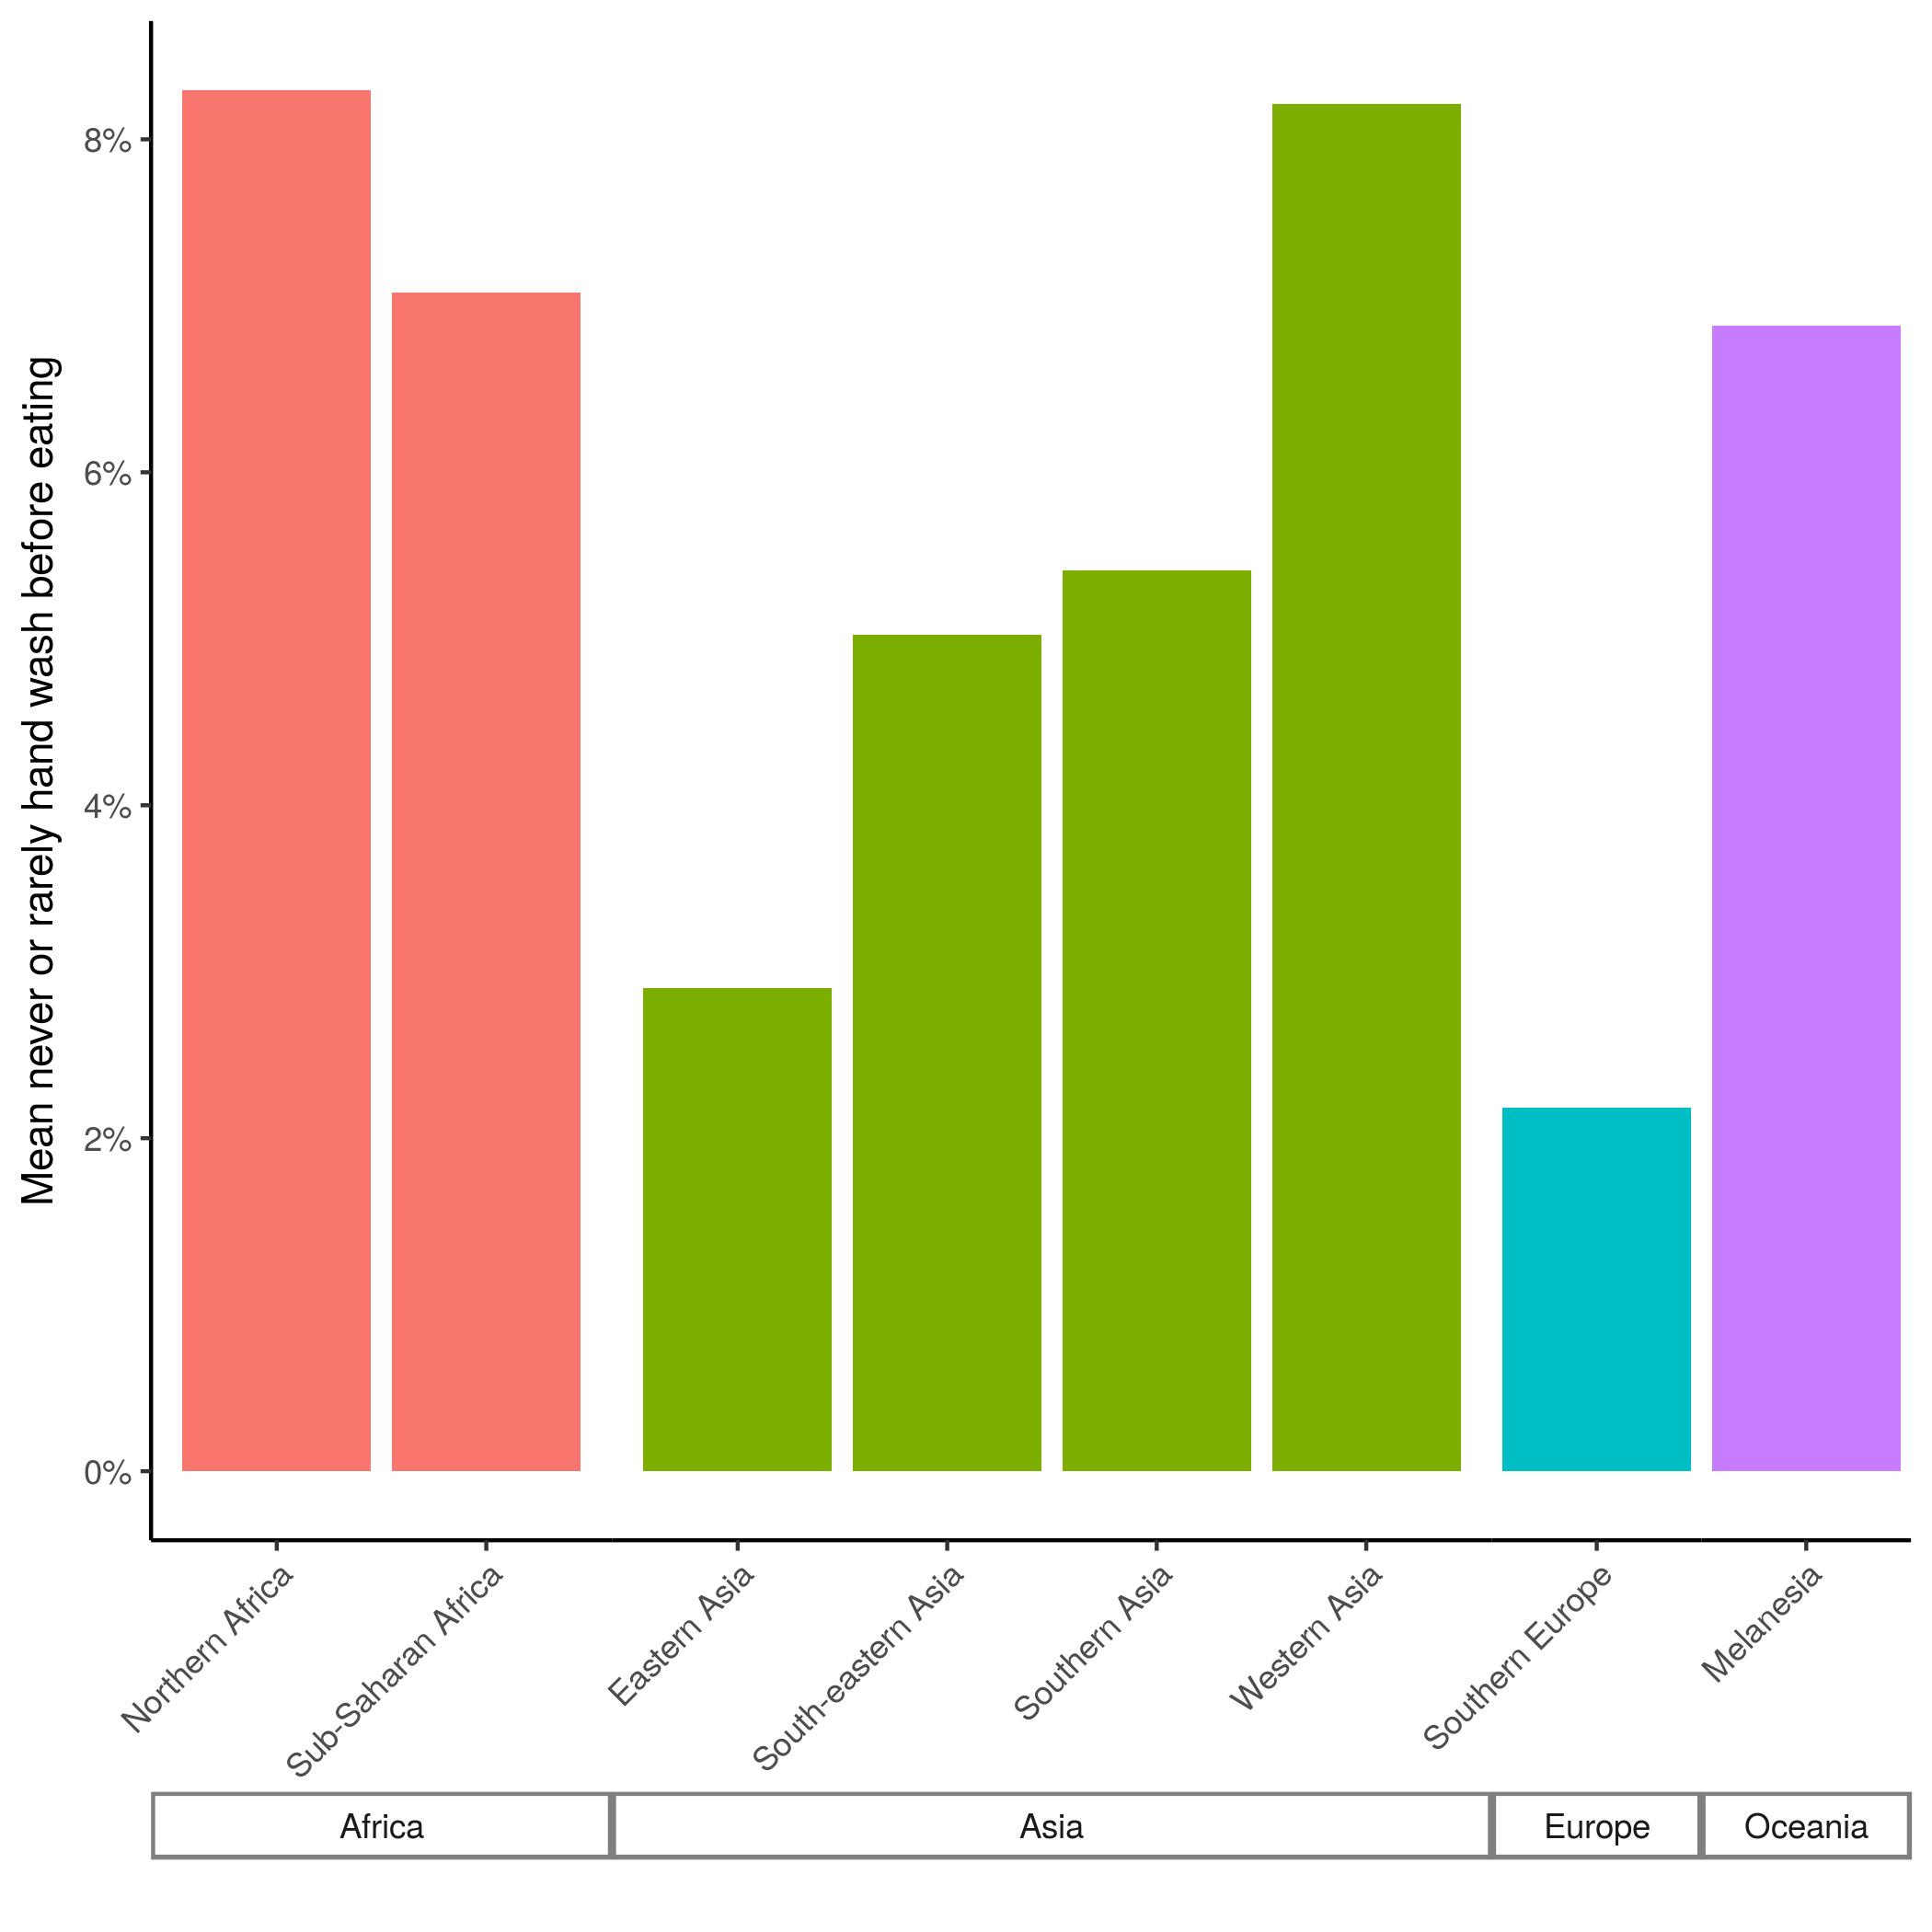 Mean never or rarely hand wash before eating
8%
6%
4%
2%
0%
Northern Africa
Sub-Saharan Africa
Eastern Asia
South-eastern Asia
Southern Asia
Western Asia
Southern Europe
Melanesia
Africa
Asia
Europe
Oceania